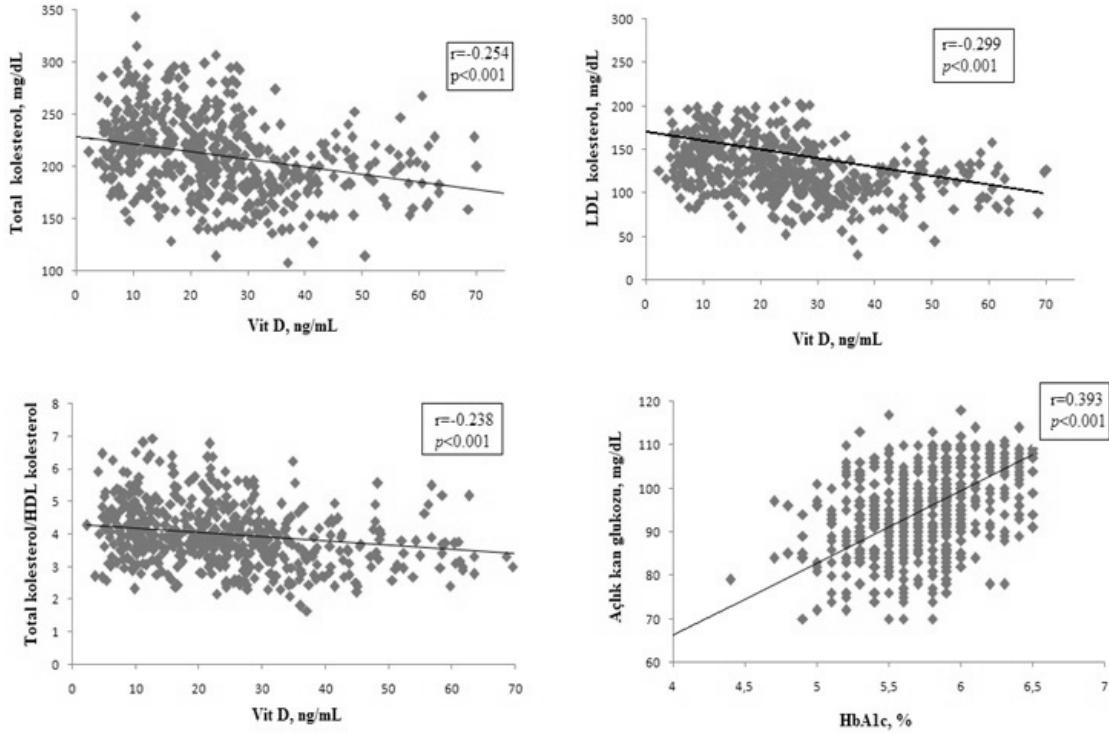 350
300
250
200
150
100
Total kolesterol, mg/dL
r=-0.254
p<0.001
0 10 20 30 40 50 60 70
Vit D, ng/mL
300
250
200
150
100
50
0
LDL kolesterol, mg/dL
r=-0.299
p<0.001
0 10 20 30 40 50 60 70
Vit D, ng/mL
8
7
6
5
4
3
2
1
0
Total kolesterol/HDL kolesterol
r=-0.238
p<0.001
0 10 20 30 40 50 60 70
Vit D, ng/mL
120
110
100
90
80
70
60
Açlık kan glukozu, mg/dL
r=0.393
p<0.001
4 4,5 5 5,5 6 6,5 7
HbA1c, %